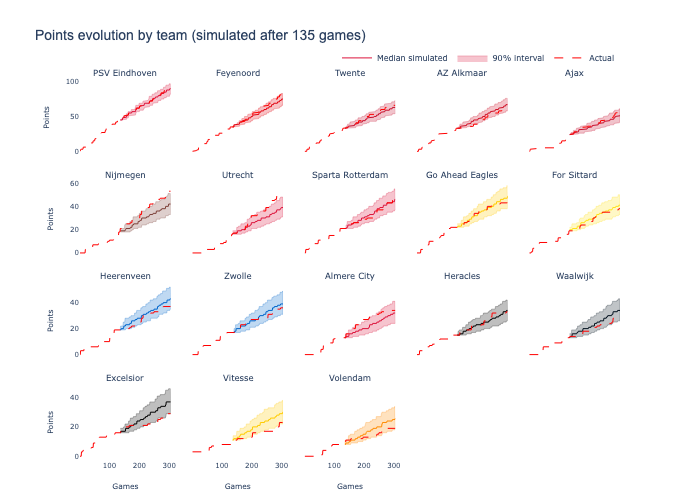 Points evolution by team (simulated after 135 games)
Median simulated 90% interval Actual
PSV Eindhoven Feyenoord Twente AZ Alkmaar Ajax
100
50
0
Points
Nijmegen Utrecht Sparta Rotterdam Go Ahead Eagles For Sittard
60
40
20
0
Points
Heerenveen Zwolle Almere City Heracles Waalwijk
40
20
0
Points
Excelsior Vitesse Volendam
40
20
0
Points
100 200 300 100 200 300 100 200 300
Games Games Games